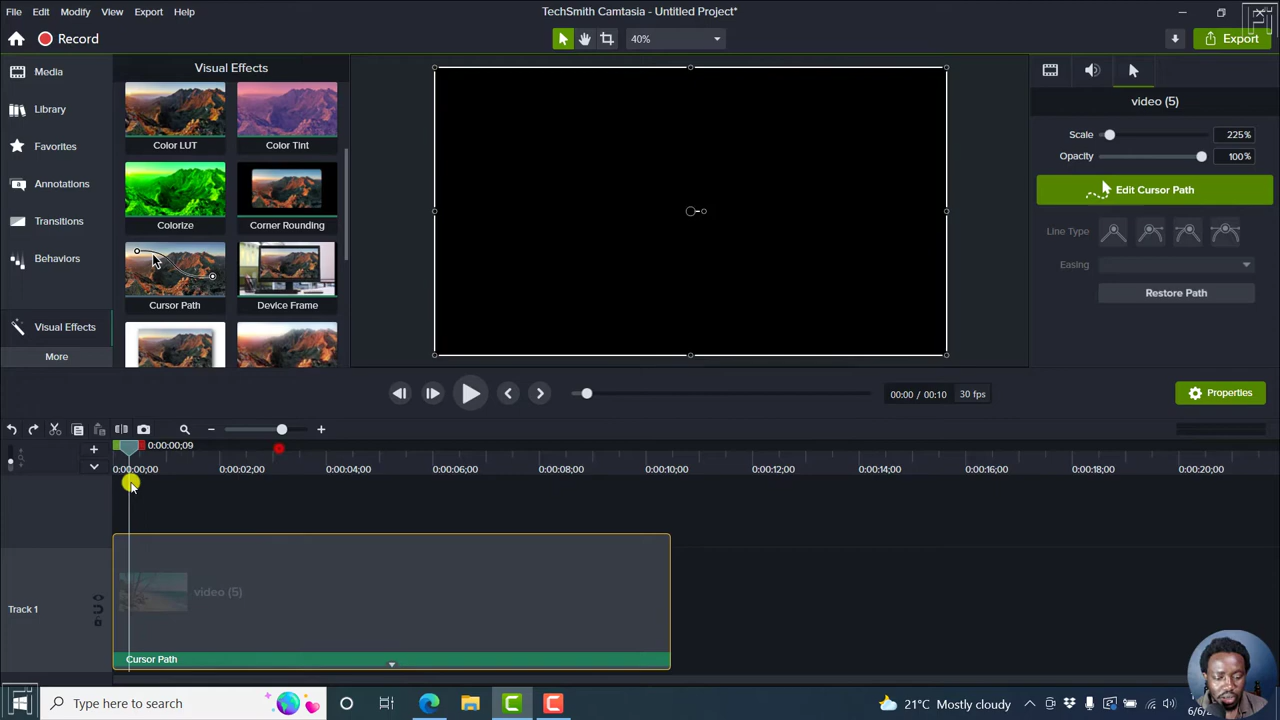 File Edit Modify View Export Help
TechSmith Camtasia - Untitled Project*
Record
40%
Export
Media
Library
Favorites
Annotations
Transitions
Behaviors
Visual Effects
More
Visual Effects
Color LUT
Color Tint
Colorize
Corner Rounding
Cursor Path
Device Frame
video (5)
Scale
225%
Opacity
100%
Edit Cursor Path
Line Type
Easing
Restore Path
00:00 / 00:10
30 fps
Properties
0:00:00;09
0:00:00;00
0:00:02;00
0:00:04;00
0:00:06;00
0:00:08;00
0:00:10;00
0:00:12;00
0:00:14;00
0:00:16;00
0:00:18;00
0:00:20;00
Track 1
video (5)
Cursor Path
Type here to search
21°C Mostly cloudy